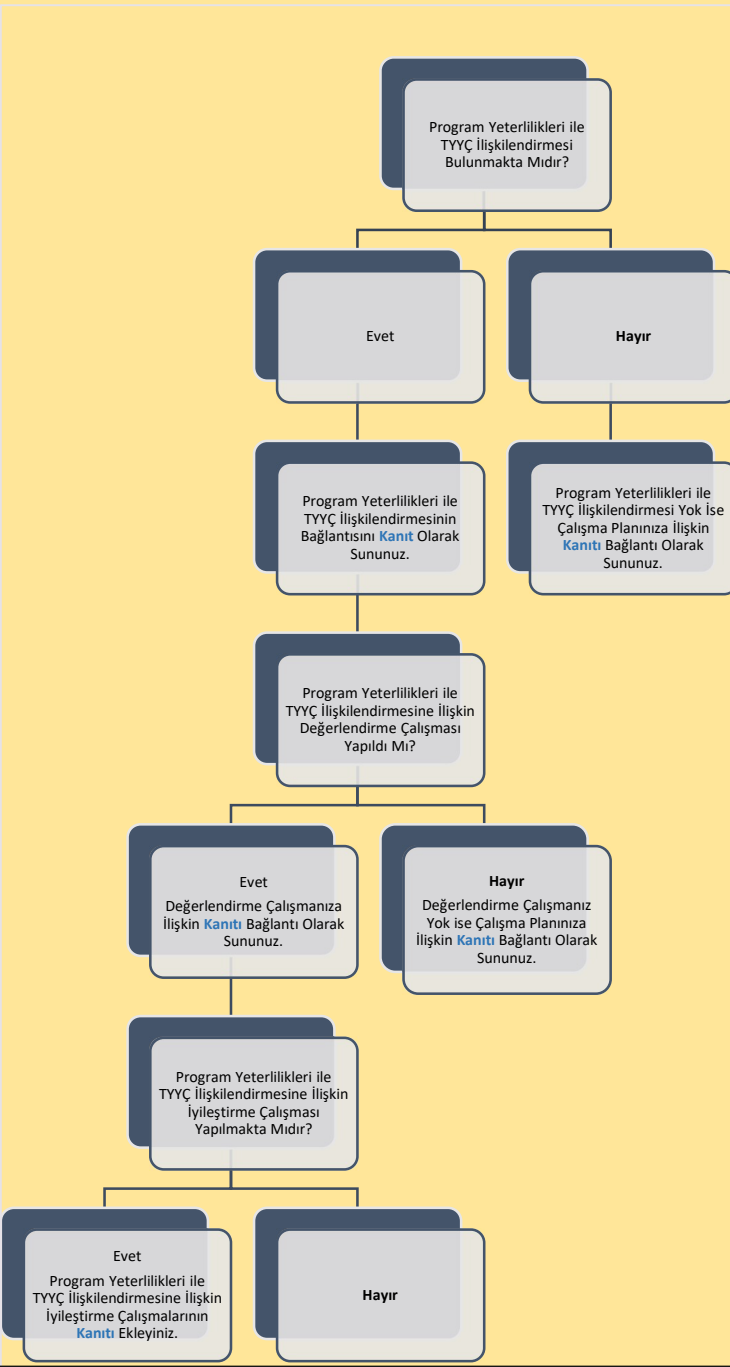 Program Yeterlilikleri ile
TYYÇ İlişkilendirmesi
Bulunmakta Mıdır?
Evet
Hayır
Program Yeterlilikleri ile
TYYÇ İlişkilendirmesinin
Bağlantısını Kanıt Olarak
Sununuz.
Program Yeterlilikleri ile
TYYÇ İlişkilendirmesi Yok İse
Çalışma Planınıza İlişkin
Kanıtı Bağlantı Olarak
Sununuz.
Program Yeterlilikleri ile
TYYÇ İlişkilendirmesine İlişkin
Değerlendirme Çalışması
Yapıldı Mı?
Evet
Değerlendirme Çalışmanıza
İlişkin Kanıtı Bağlantı Olarak
Sununuz.
Hayır
Değerlendirme Çalışmanız
Yok ise Çalışma Planınıza
İlişkin Kanıtı Bağlantı Olarak
Sununuz.
Program Yeterlilikleri ile
TYYÇ İlişkilendirmesine İlişkin
İyileştirme Çalışması
Yapılmakta Mıdır?
Evet
Program Yeterlilikleri ile
TYYÇ İlişkilendirmesine İlişkin
İyileştirme Çalışmalarının
Kanıtı Ekleyiniz.
Hayır